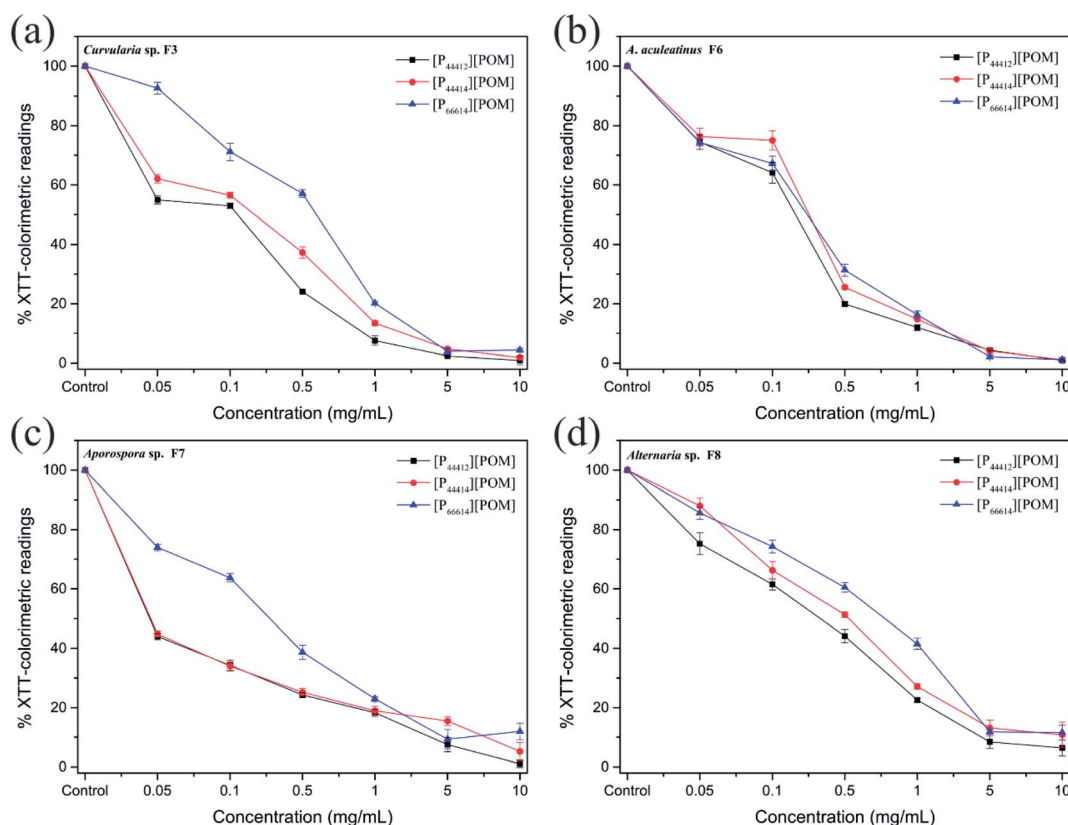 (a)
Curvularia sp. F3
[P44412][POM]
[P44414][POM]
[P66614][POM]
100
80
60
40
20
0
% XTT-colorimetric readings
Control 0.05 0.1 0.5 1 5 10
Concentration (mg/mL)
(b)
A. aculeatinus F6
[P44412][POM]
[P44414][POM]
[P66614][POM]
100
80
60
40
20
0
% XTT-colorimetric readings
Control 0.05 0.1 0.5 1 5 10
Concentration (mg/mL)
(c)
Aporospora sp. F7
[P44412][POM]
[P44414][POM]
[P66614][POM]
100
80
60
40
20
0
% XTT-colorimetric readings
Control 0.05 0.1 0.5 1 5 10
Concentration (mg/mL)
(d)
Alternaria sp. F8
[P44412][POM]
[P44414][POM]
[P66614][POM]
100
80
60
40
20
0
% XTT-colorimetric readings
Control 0.05 0.1 0.5 1 5 10
Concentration (mg/mL)